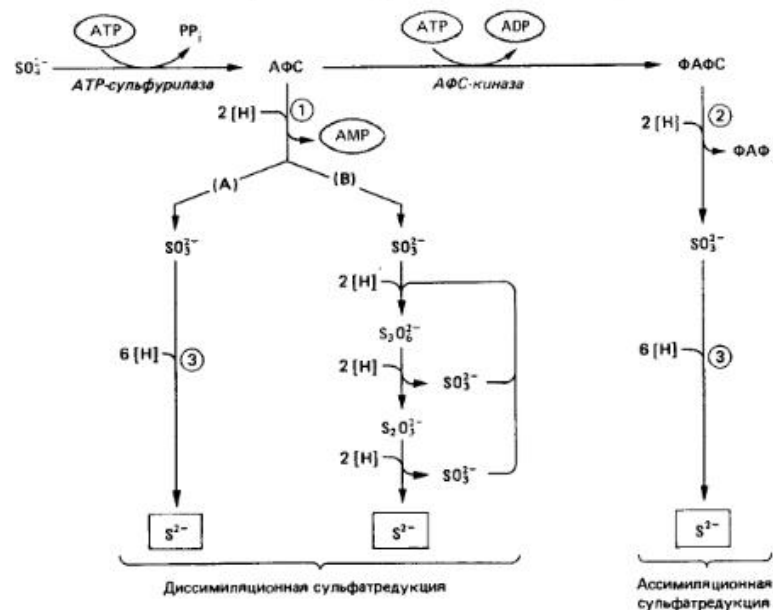 ATP PPi ATP ADP
SO₄²⁻ АФС ФАФС
АТР-сульфурилаза АФС-киназа
2 [H] ① AMP 2 [H] ② ФАФ
(A) (B)
SO₃²⁻ SO₃²⁻ SO₃²⁻
2 [H]
S₃O₆²⁻
6 [H] ③ 2 [H] SO₃²⁻ 6 [H] ③
S₂O₃²⁻
2 [H] SO₃²⁻
S²⁻ S²⁻ S²⁻
Диссимиляционная сульфатредукция
Ассимиляционная
сульфатредукция